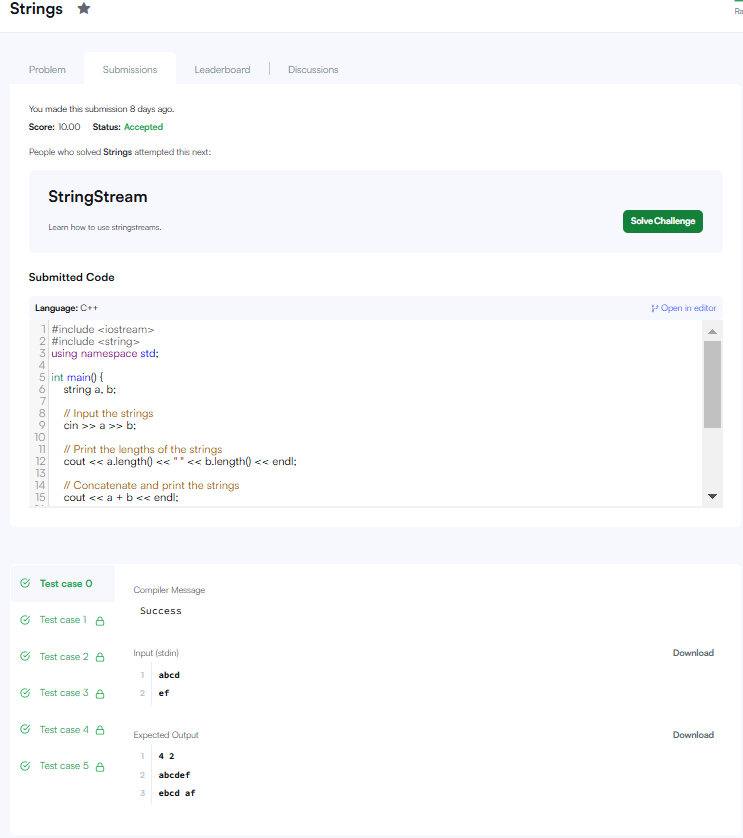 Strings ★
Ra
Problem Submissions Leaderboard | Discussions
You made this submission 8 days ago.
Score: 10.00 Status: Accepted
People who solved Strings attempted this next:
StringStream
Learn how to use stringstreams.
Solve Challenge
Submitted Code
Language: C++
Open in editor
1 #include <iostream>
2 #include <string>
3 using namespace std;
4
5 int main() {
6 string a, b;
7
8 // Input the strings
9 cin >> a >> b;
10
11 // Print the lengths of the strings
12 cout << a.length() << " " << b.length() << endl;
13
14 // Concatenate and print the strings
15 cout << a + b << endl;
Test case 0
Test case 1
Test case 2
Test case 3
Test case 4
Test case 5
Compiler Message
Success
Input (stdin)
Download
1 abcd
2 ef
Expected Output
Download
1 4 2
2 abcdef
3 ebcd af